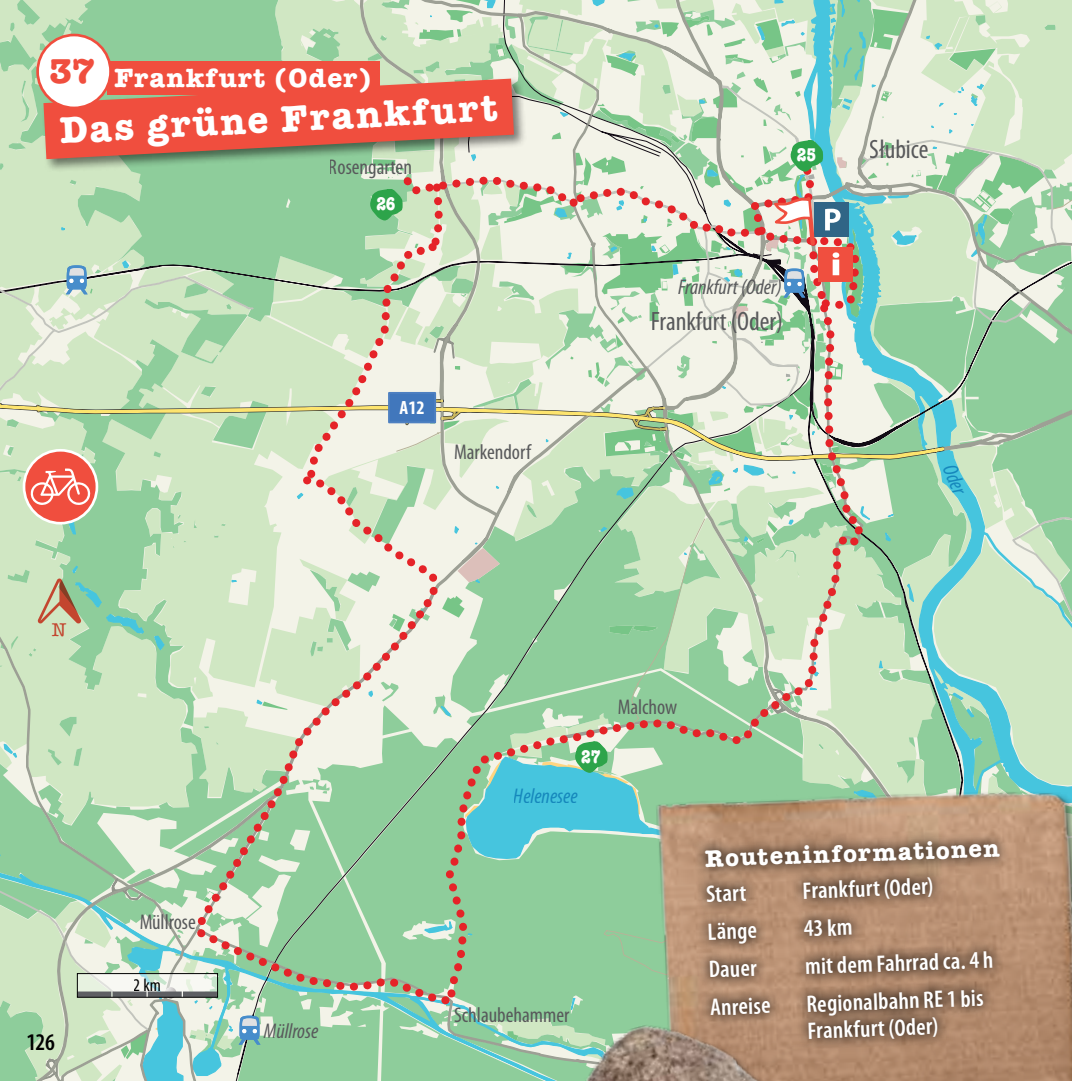 37
Frankfurt (Oder)
Das grüne Frankfurt
Rosengarten
26
25
Słubice
P
i
Frankfurt (Oder)
Frankfurt (Oder)
A12
Markendorf
Oder
N
Malchow
27
Helenesee
Müllrose
2 km
Schlaubehammer
Müllrose
126
Routeninformationen
Start Frankfurt (Oder)
Länge 43 km
Dauer mit dem Fahrrad ca. 4 h
Anreise Regionalbahn RE 1 bis
Frankfurt (Oder)